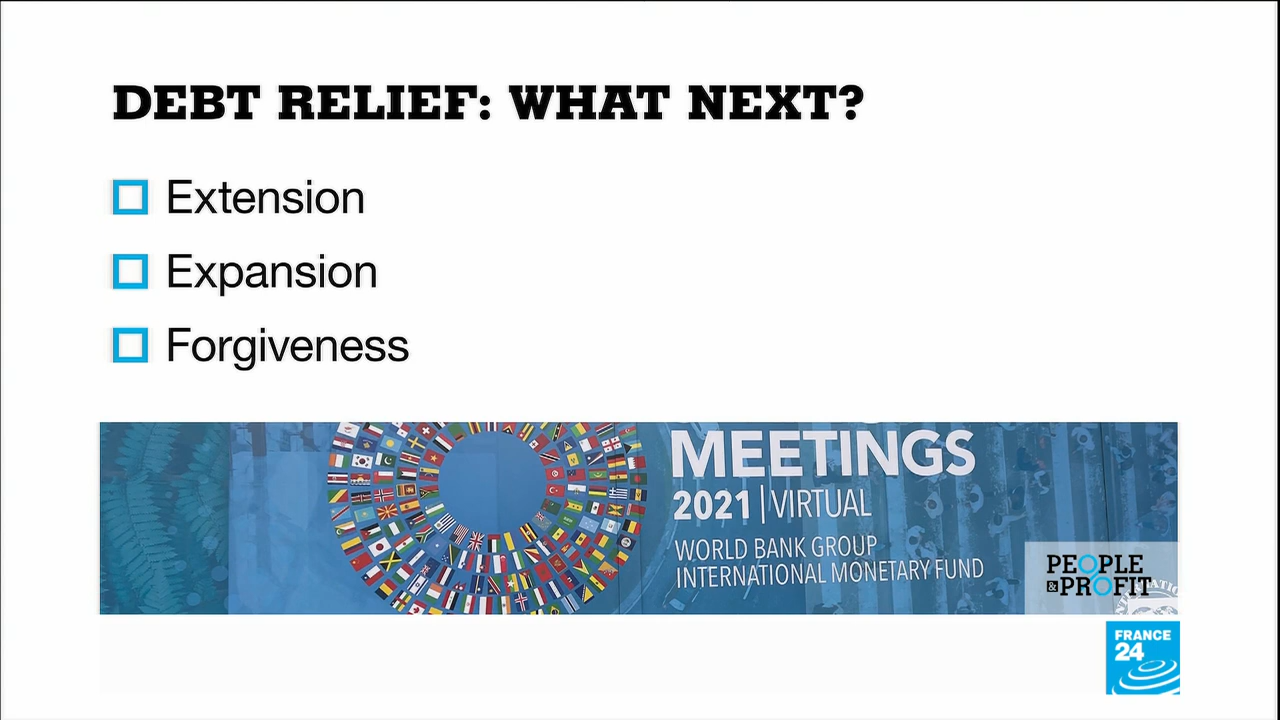 DEBT RELIEF: WHAT NEXT?
Extension
Expansion
Forgiveness
MEETINGS
2021 | VIRTUAL
WORLD BANK GROUP
INTERNATIONAL MONETARY FUND
PEOPLE
& PROFIT
FRANCE
24